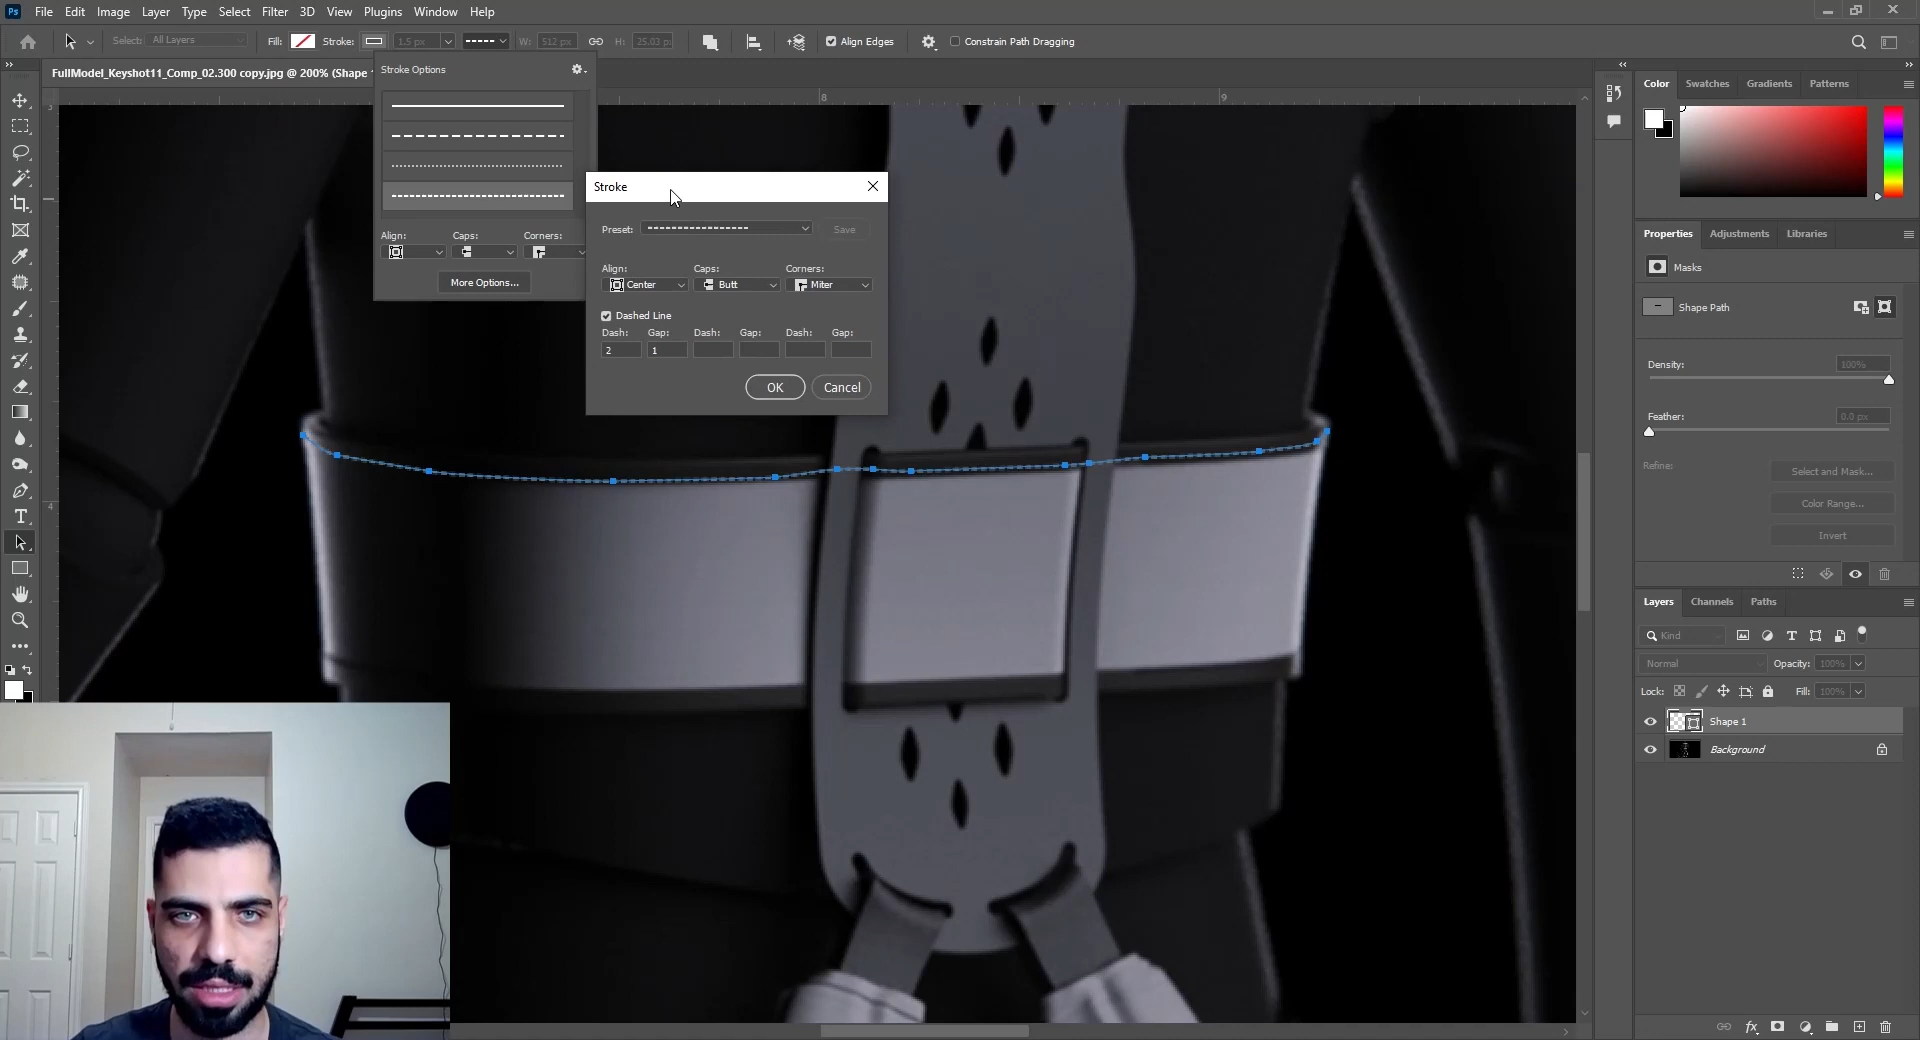 Ps File Edit Image Layer Type Select Filter 3D View Plugins Window Help
Select: All Layers Fill: Stroke: 1.5 px W: 512 px H: 25.03 p: Align Edges Constrain Path Dragging
FullModel_Keyshot11_Comp_02.300 copy.jpg @ 200% (Shape
Stroke Options
Align: Caps: Corners:
More Options...
Stroke
Preset: Save
Align: Caps: Corners:
Center Butt Miter
Dashed Line
Dash: Gap: Dash: Gap: Dash: Gap:
2 1
OK Cancel
8 9
4
Color Swatches Gradients Patterns
Properties Adjustments Libraries
Masks
Shape Path
Density: 100%
Feather: 0.0 px
Refine: Select and Mask...
Color Range...
Invert
Layers Channels Paths
Kind
Normal Opacity: 100%
Lock: Fill: 100%
Shape 1
Background
fx